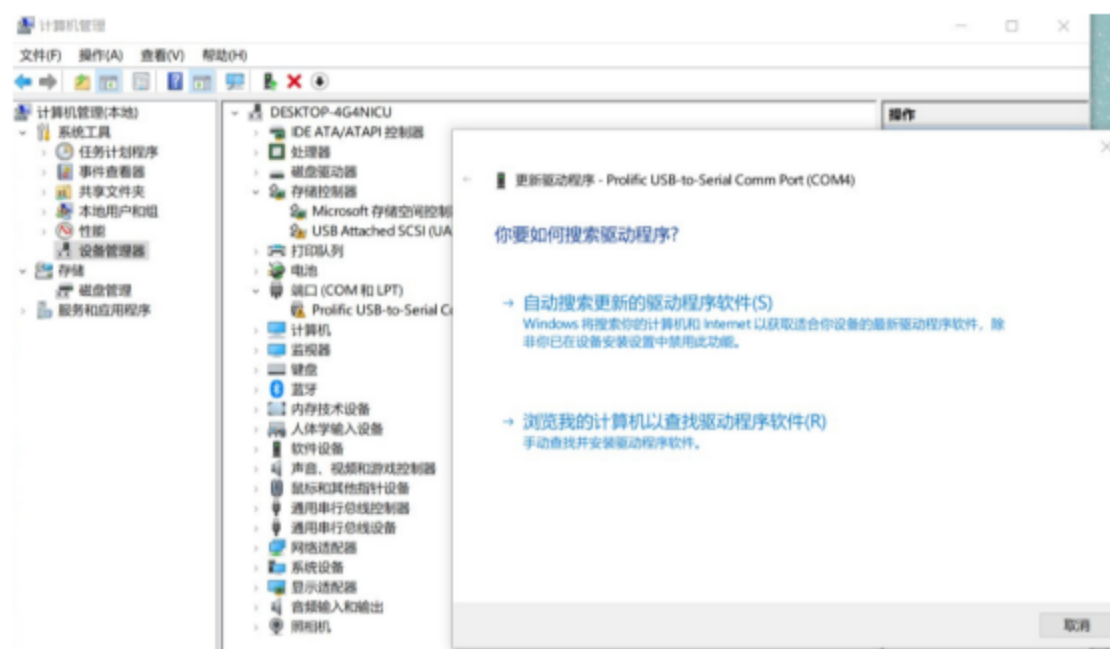 计算机管理
文件(F) 操作(A) 查看(V) 帮助(H)
计算机管理(本地)
系统工具
任务计划程序
事件查看器
共享文件夹
本地用户和组
性能
设备管理器
存储
磁盘管理
服务和应用程序
DESKTOP-4G4NICU
IDE ATA/ATAPI 控制器
处理器
磁盘驱动器
存储控制器
Microsoft 存储空间控制
USB Attached SCSI (UA
打印队列
电池
端口 (COM 和 LPT)
Prolific USB-to-Serial Co
计算机
监视器
键盘
蓝牙
内存技术设备
人体学输入设备
软件设备
声音、视频和游戏控制器
鼠标和其他指针设备
通用串行总线控制器
通用串行总线设备
网络适配器
系统设备
显示适配器
音频输入和输出
照相机
操作
更新驱动程序 - Prolific USB-to-Serial Comm Port (COM4)
你要如何搜索驱动程序?
自动搜索更新的驱动程序软件(S)
Windows 将搜索你的计算机和 Internet 以获取适合你设备的最新驱动程序软件，除
非你已在设备安装设置中禁用此功能。
浏览我的计算机以查找驱动程序软件(R)
手动查找并安装驱动程序软件。
取消